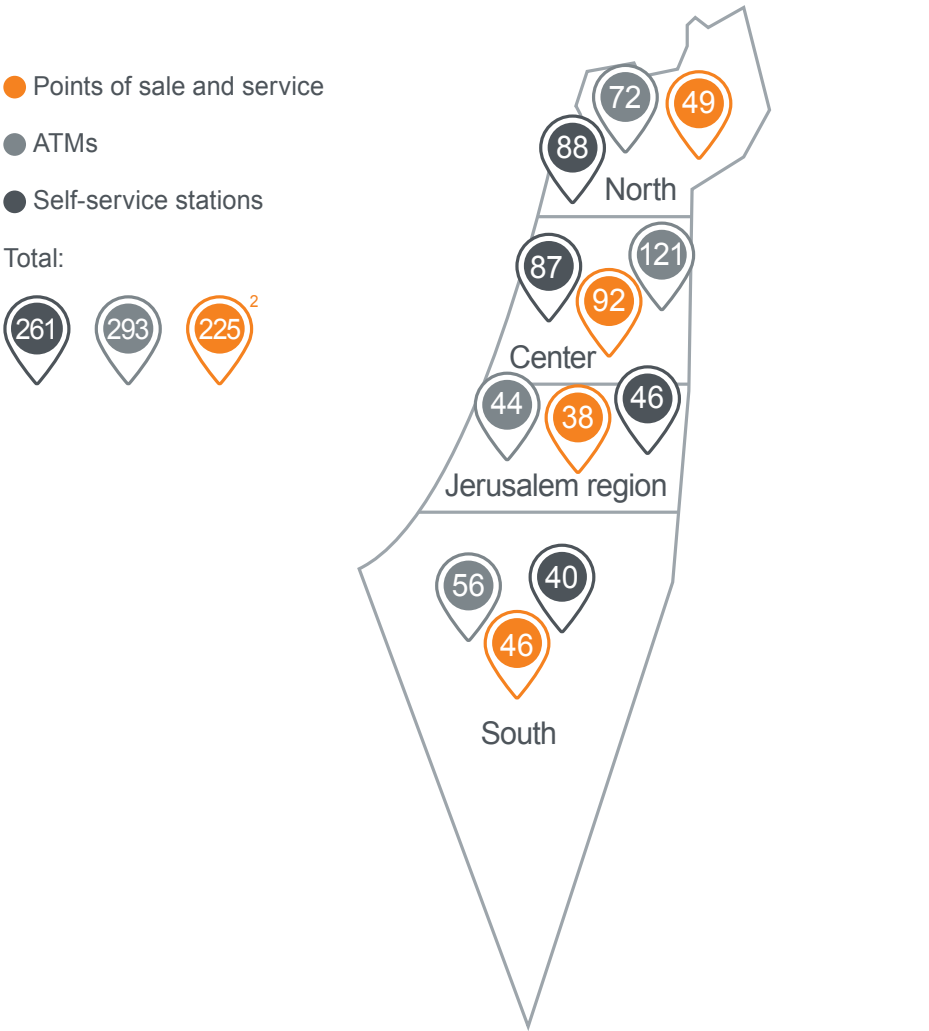 Points of sale and service
ATMs
Self-service stations
Total:
261 293 225 2
72 49
88
North
121
87
92
Center
44 38 46
Jerusalem region
56 40
46
South